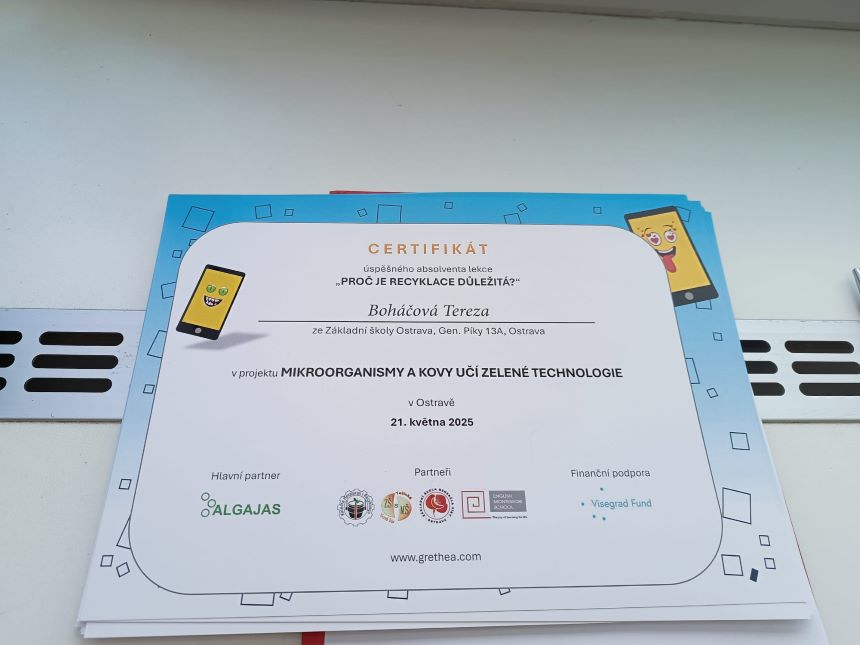 CERTIFIKÁT
úspěšného absolventa lekce
„PROČ JE RECYKLACE DŮLEŽITÁ?“
Boháčová Tereza
ze Základní školy Ostrava, Gen. Píky 13A, Ostrava
v projektu MIKROORGANISMY A KOVY UČÍ ZELENÉ TECHNOLOGIE
v Ostravě
21. května 2025
Hlavní partner
Partneři
Finanční podpora
ALGAJAS
ZŠ MŠ
ENGLISH
MONTESSORI
SCHOOL
Visegrad Fund
www.grethea.com